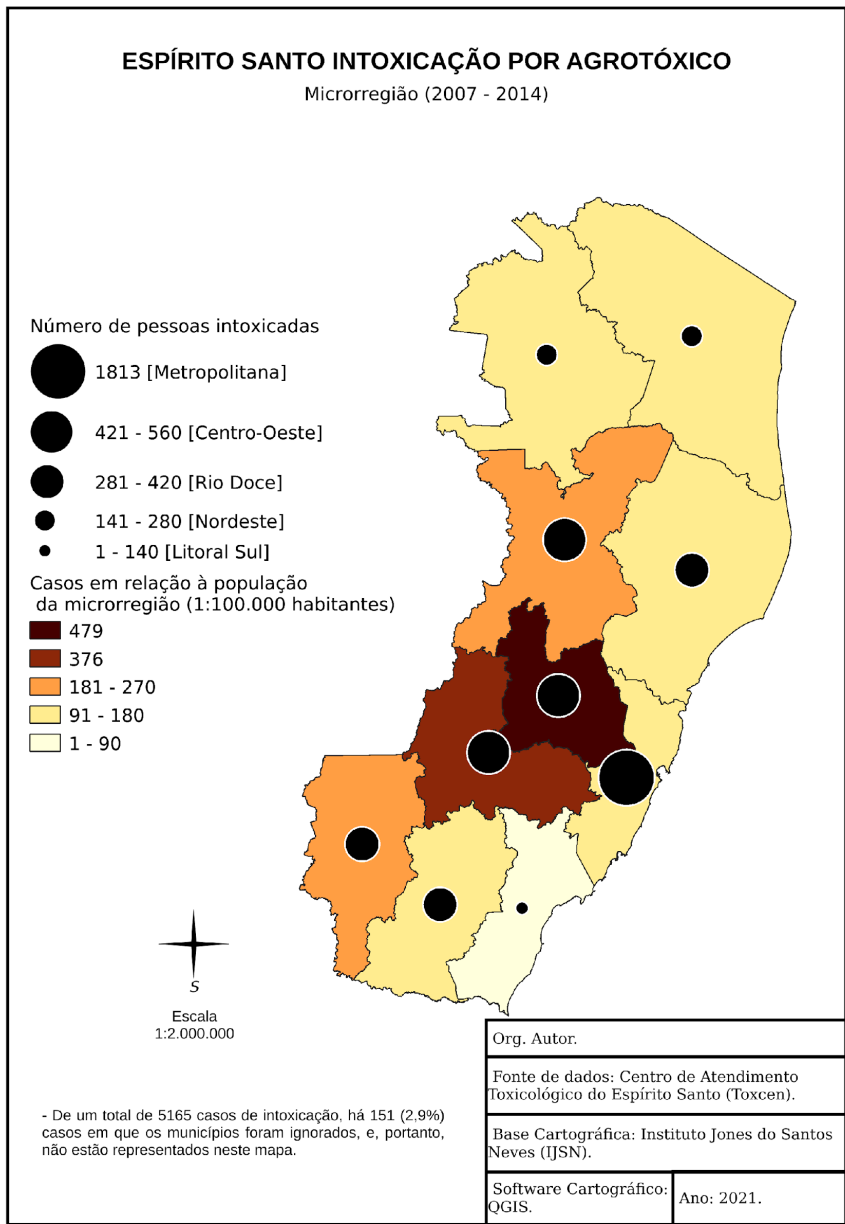 ESPÍRITO SANTO INTOXICAÇÃO POR AGROTÓXICO
Microrregião (2007 - 2014)
Número de pessoas intoxicadas
1813 [Metropolitana]
421 - 560 [Centro-Oeste]
281 - 420 [Rio Doce]
141 - 280 [Nordeste]
1 - 140 [Litoral Sul]
Casos em relação à população
da microrregião (1:100.000 habitantes)
479
376
181 - 270
91 - 180
1 - 90
S
Escala
1:2.000.000
- De um total de 5165 casos de intoxicação, há 151 (2,9%)
casos em que os municípios foram ignorados, e, portanto,
não estão representados neste mapa.
Org. Autor.
Fonte de dados: Centro de Atendimento
Toxicológico do Espírito Santo (Toxcen).
Base Cartográfica: Instituto Jones do Santos
Neves (IJSN).
Software Cartográfico:
QGIS.
Ano: 2021.